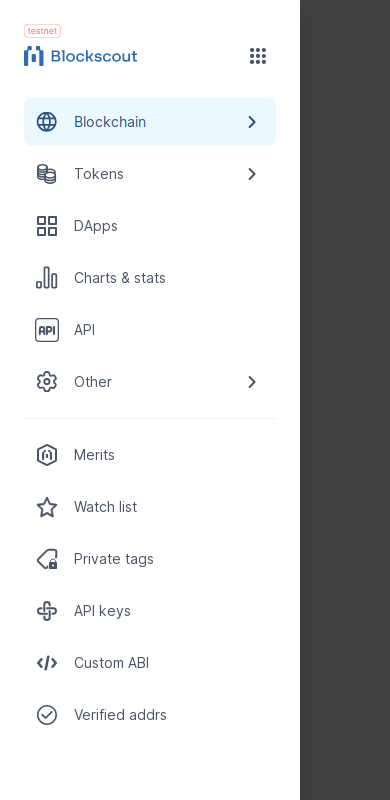 testnet
Blockscout
Blockchain
Tokens
DApps
Charts & stats
API
API
Other
Merits
Watch list
Private tags
API keys
Custom ABI
Verified addrs